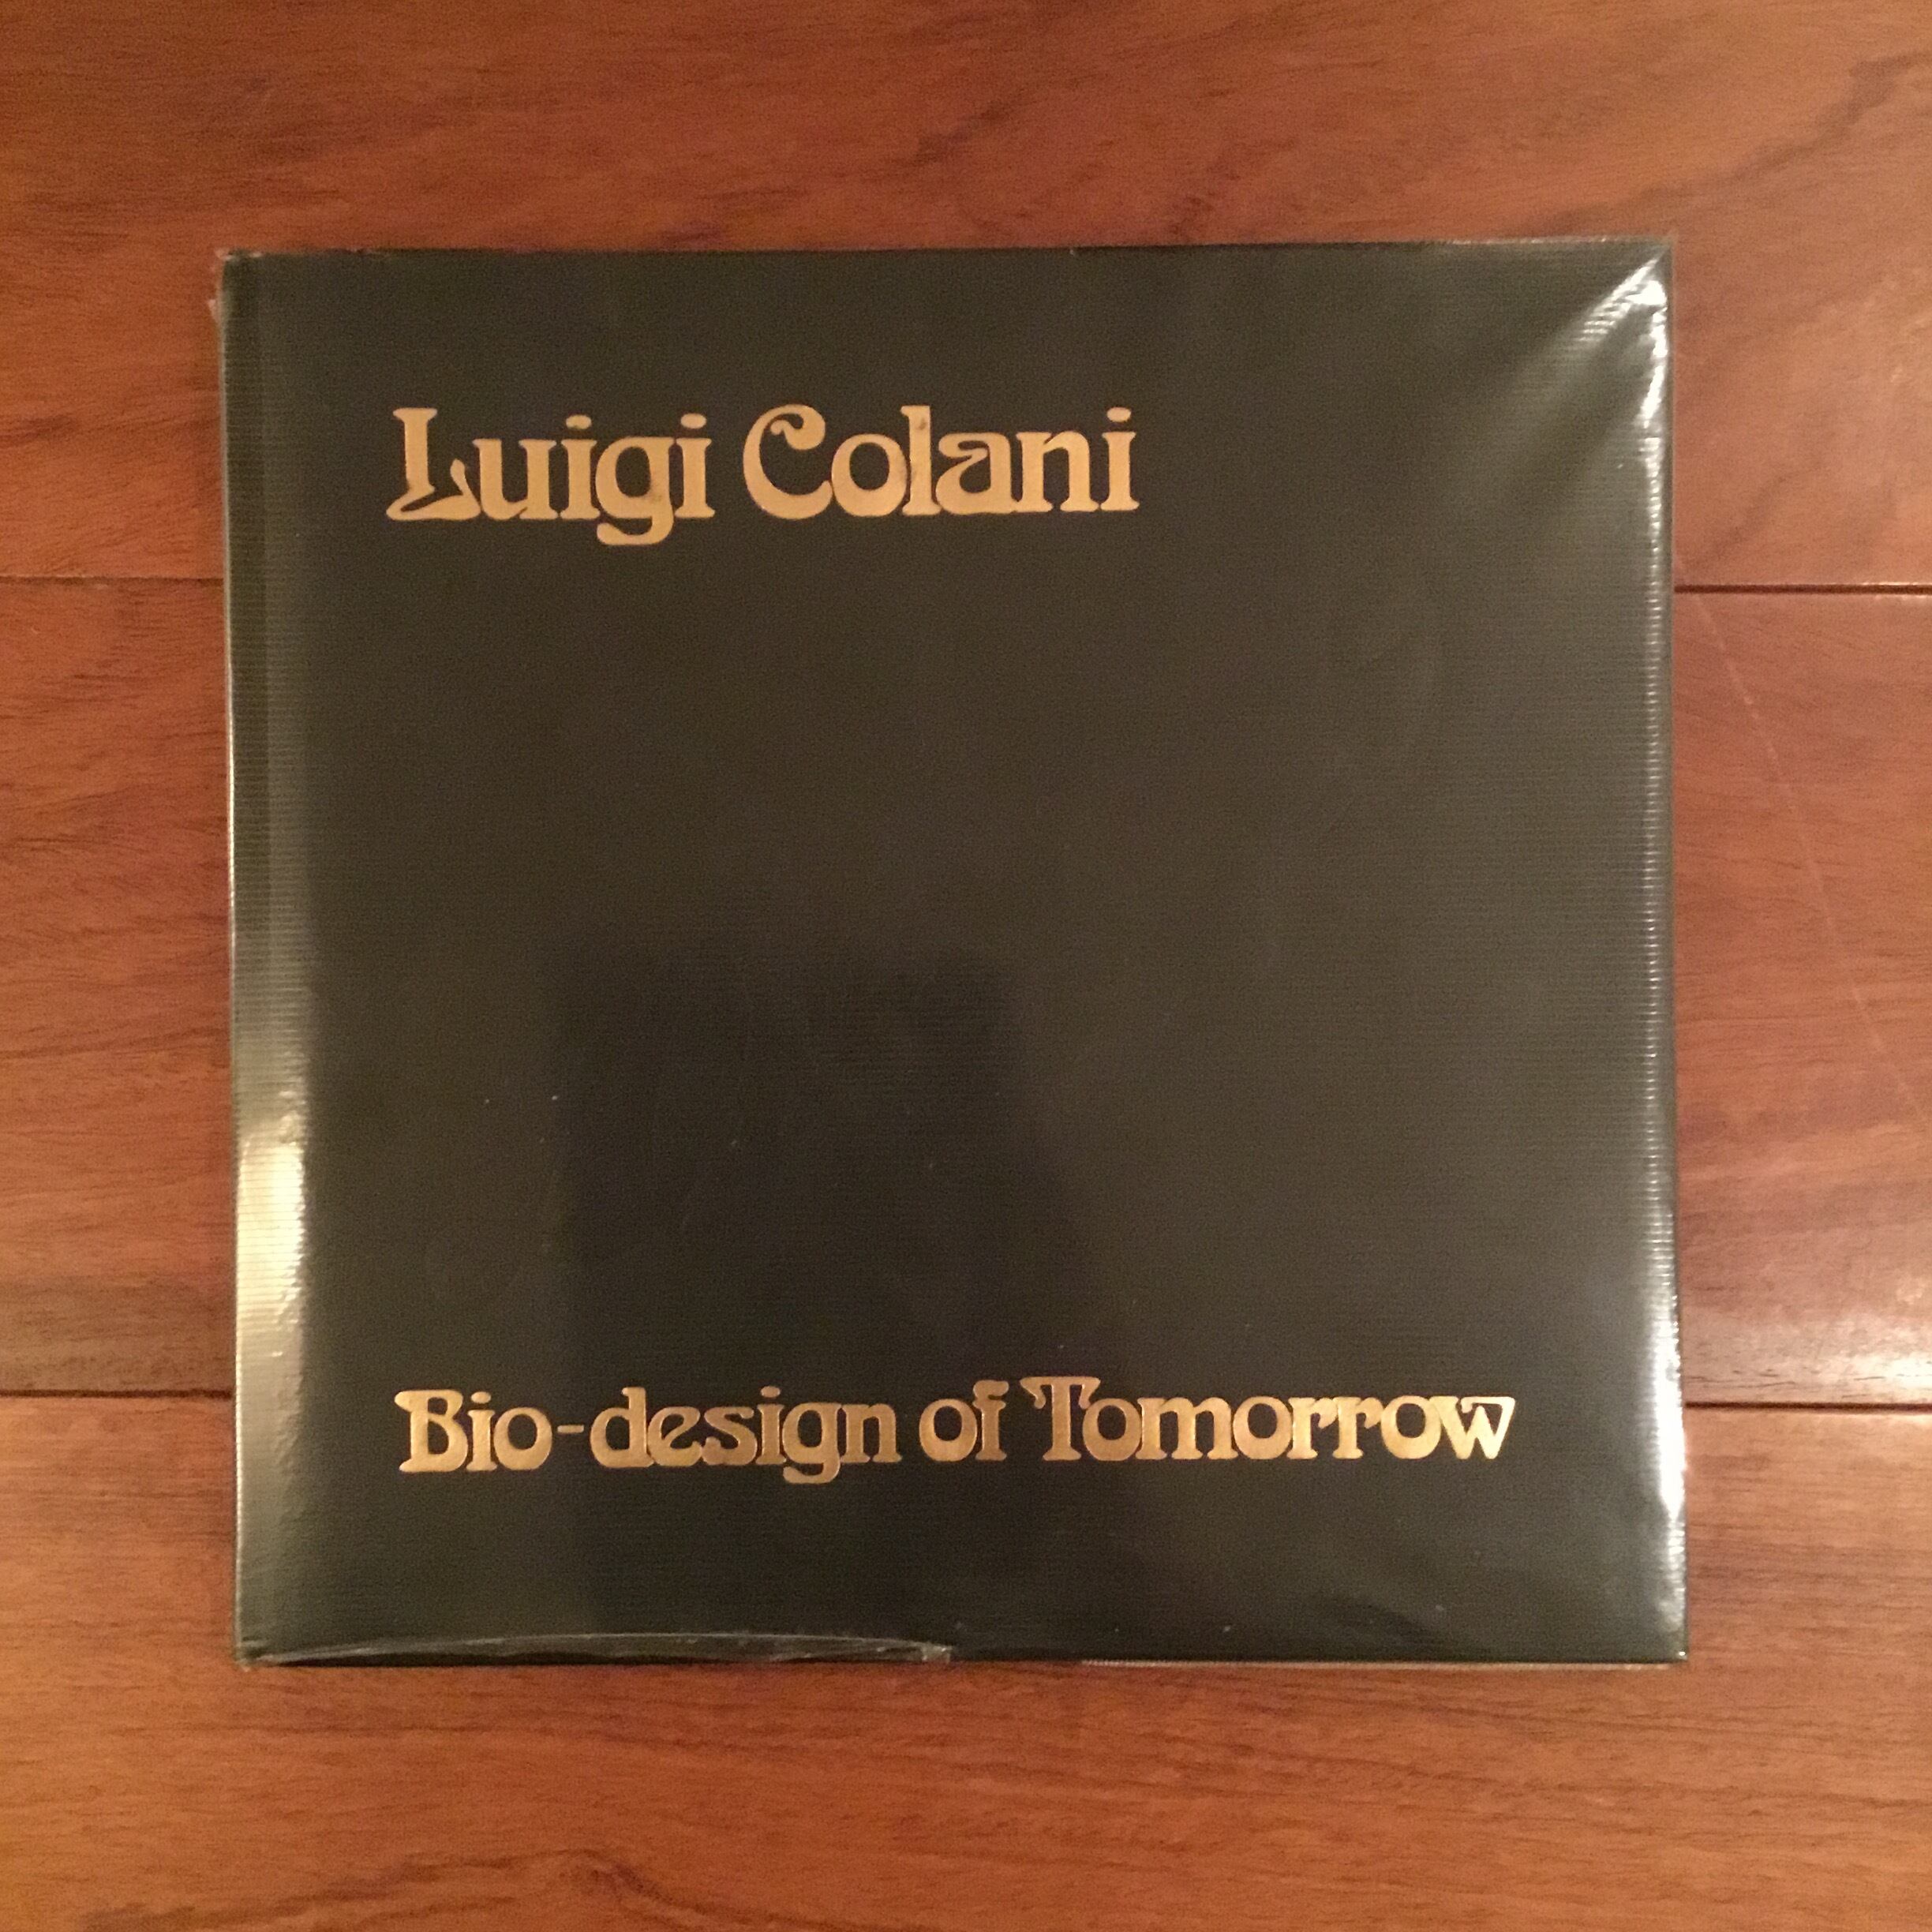 Luigi Colani
Bio-design of Tomorrow